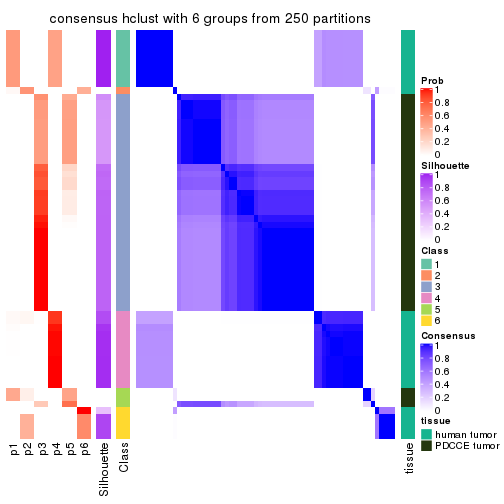 consensus hclust with 6 groups from 250 partitions
Prob
1
0.8
0.6
0.4
0.2
0
Silhouette
1
0.8
0.6
0.4
0.2
0
Class
1
2
3
4
5
6
Consensus
1
0.8
0.6
0.4
0.2
0
tissue
human tumor
PDCCE tumor
p1
p2
p3
p4
p5
p6
Silhouette
Class
tissue